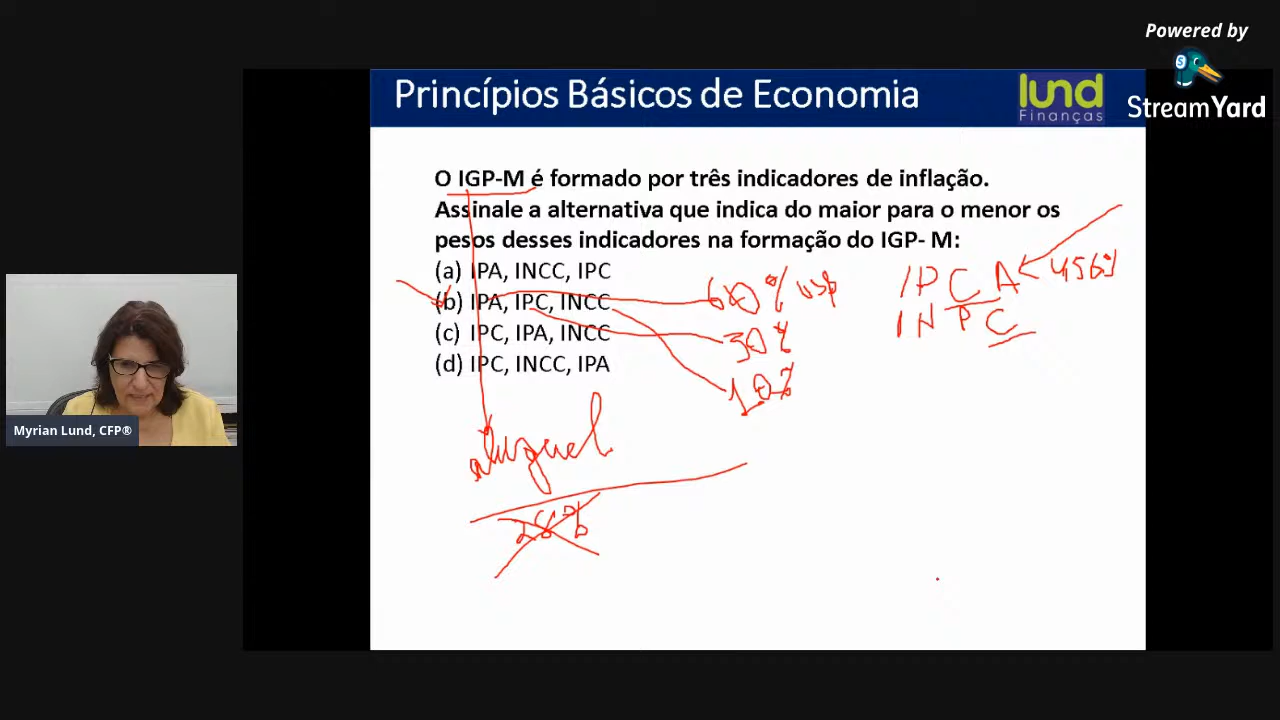 Powered by
StreamYard
Princípios Básicos de Economia
lund
Finanças
O IGP-M é formado por três indicadores de inflação.
Assinale a alternativa que indica do maior para o menor os
pesos desses indicadores na formação do IGP- M:
(a) IPA, INCC, IPC
(b) IPA, IPC, INCC
(c) IPC, IPA, INCC
(d) IPC, INCC, IPA
60%
30%
10%
IPCA
INPC
aluguel
Myrian Lund, CFP®